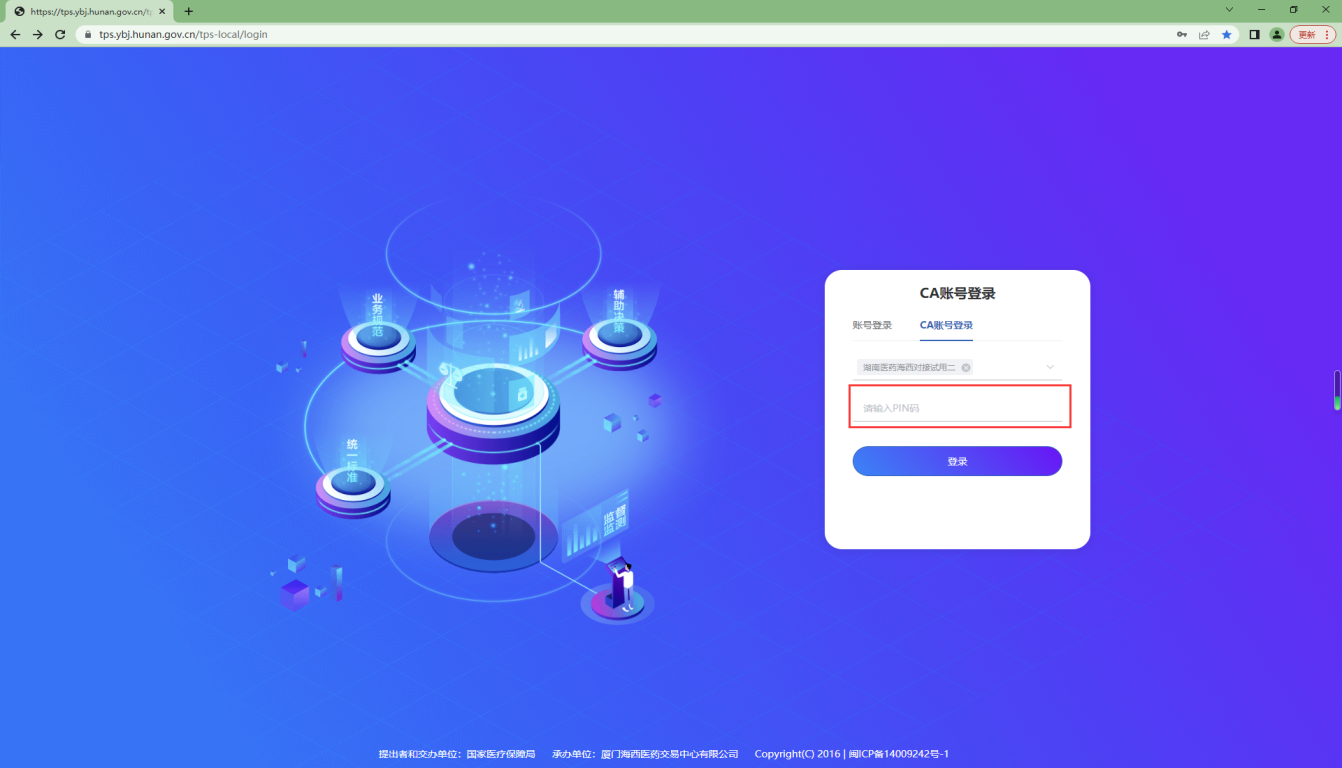 https://tps.ybj.hunan.gov.cn/tp
tps.ybj.hunan.gov.cn/tps-local/login
更新
业务规范
辅助决策
统一标准
监督
监测
CA账号登录
账号登录
CA账号登录
湖南医药海西对接试用二
请输入PIN码
登录
提出者和交办单位：国家医疗保障局 承办单位：厦门海西医药交易中心有限公司 Copyright(C) 2016 | 闽ICP备14009242号-1